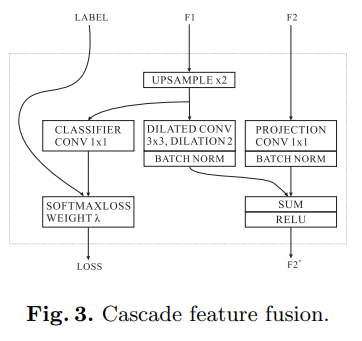 LABEL F1 F2
UPSAMPLE x2
CLASSIFIER
CONV 1x1
DILATED CONV
3x3, DILATION 2
BATCH NORM
PROJECTION
CONV 1x1
BATCH NORM
SOFTMAXLOSS
WEIGHT λ
SUM
RELU
LOSS F2'
Fig. 3. Cascade feature fusion.